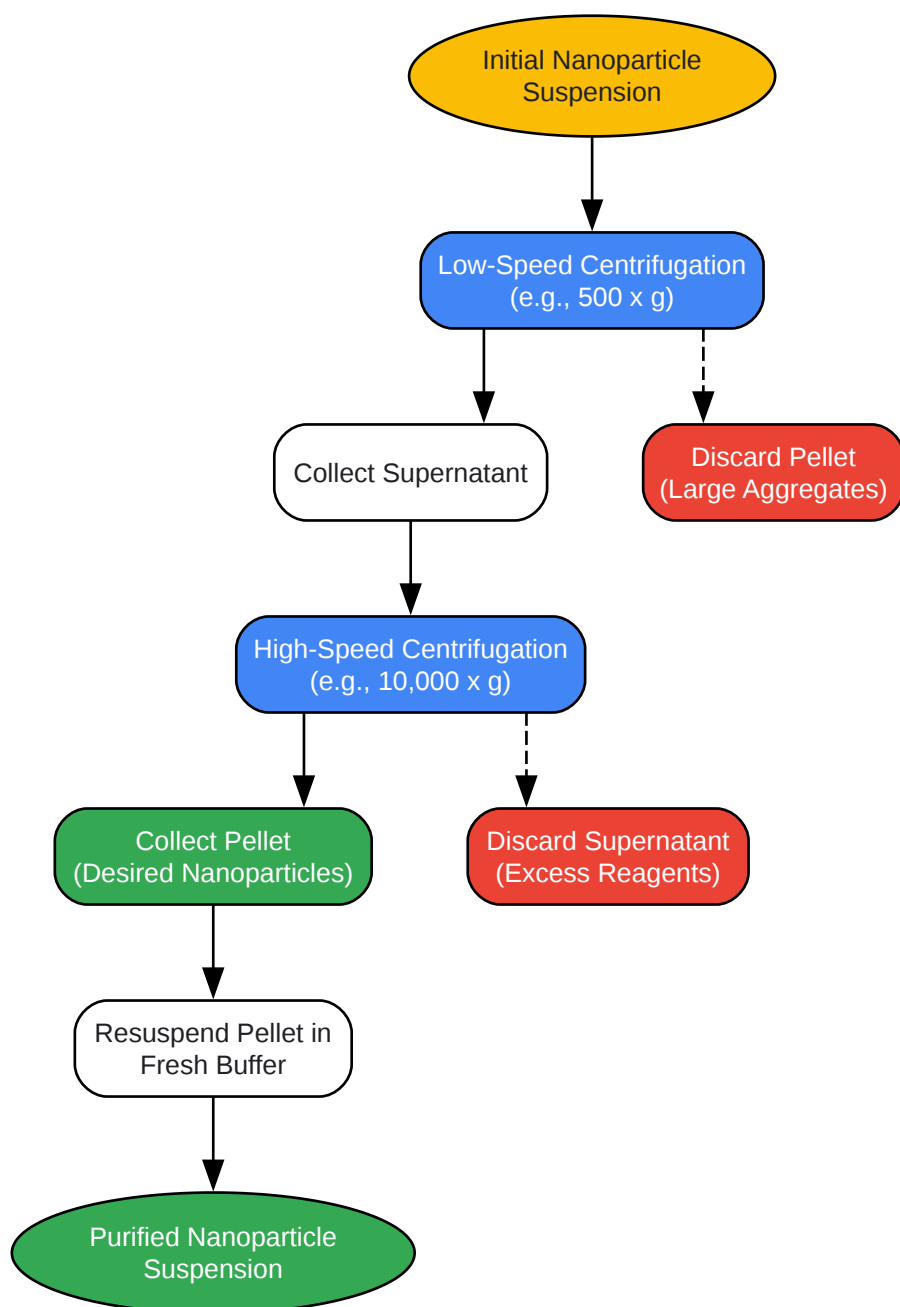 Initial Nanoparticle
Suspension
Low-Speed Centrifugation
(e.g., 500 x g)
Collect Supernatant
Discard Pellet
(Large Aggregates)
High-Speed Centrifugation
(e.g., 10,000 x g)
Collect Pellet
(Desired Nanoparticles)
Discard Supernatant
(Excess Reagents)
Resuspend Pellet in
Fresh Buffer
Purified Nanoparticle
Suspension